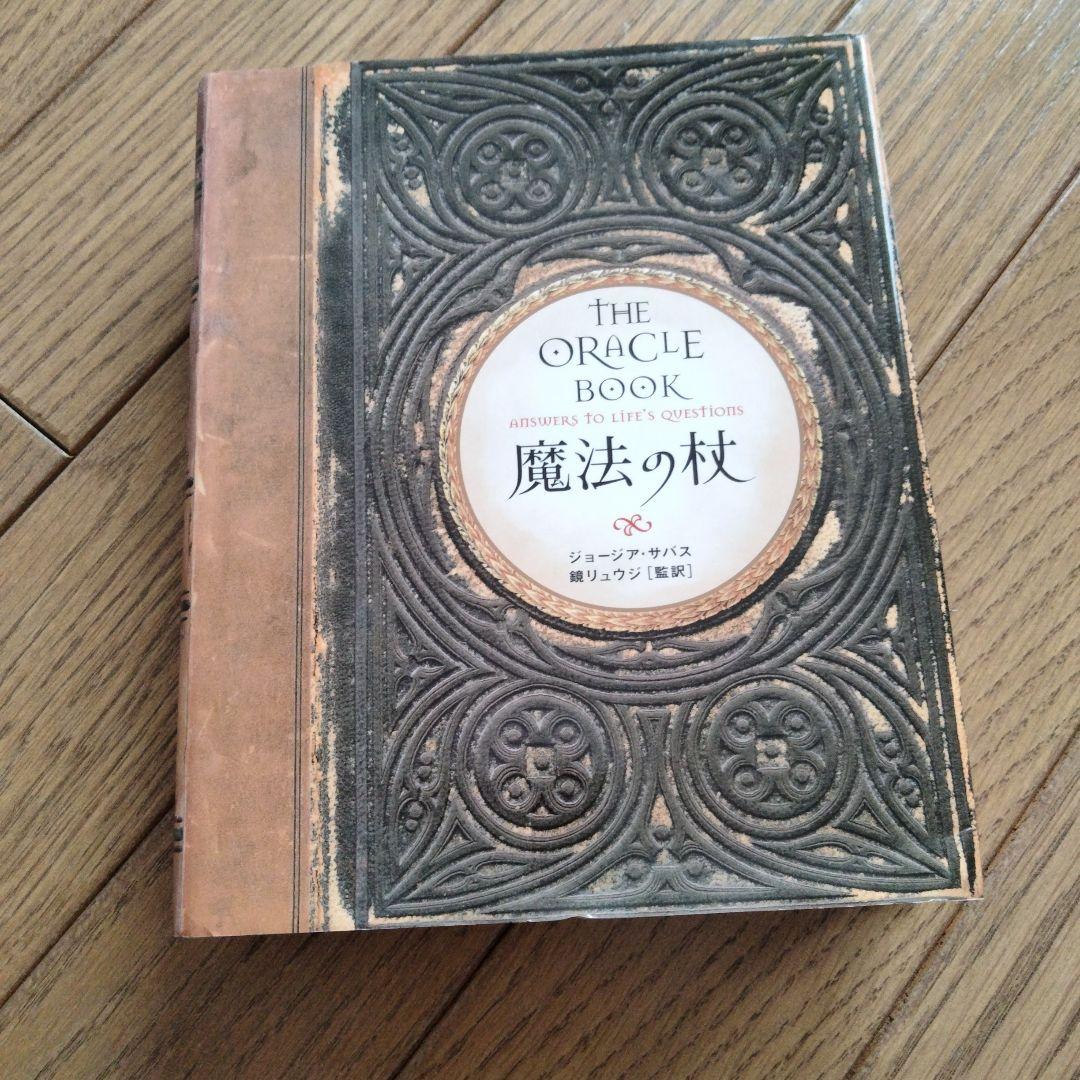 THE
ORACLE
BOOK
ANSWERS TO LIFE'S QUESTIONS
魔法の杖
ジョージア・サバス
鏡リュウジ[監訳]